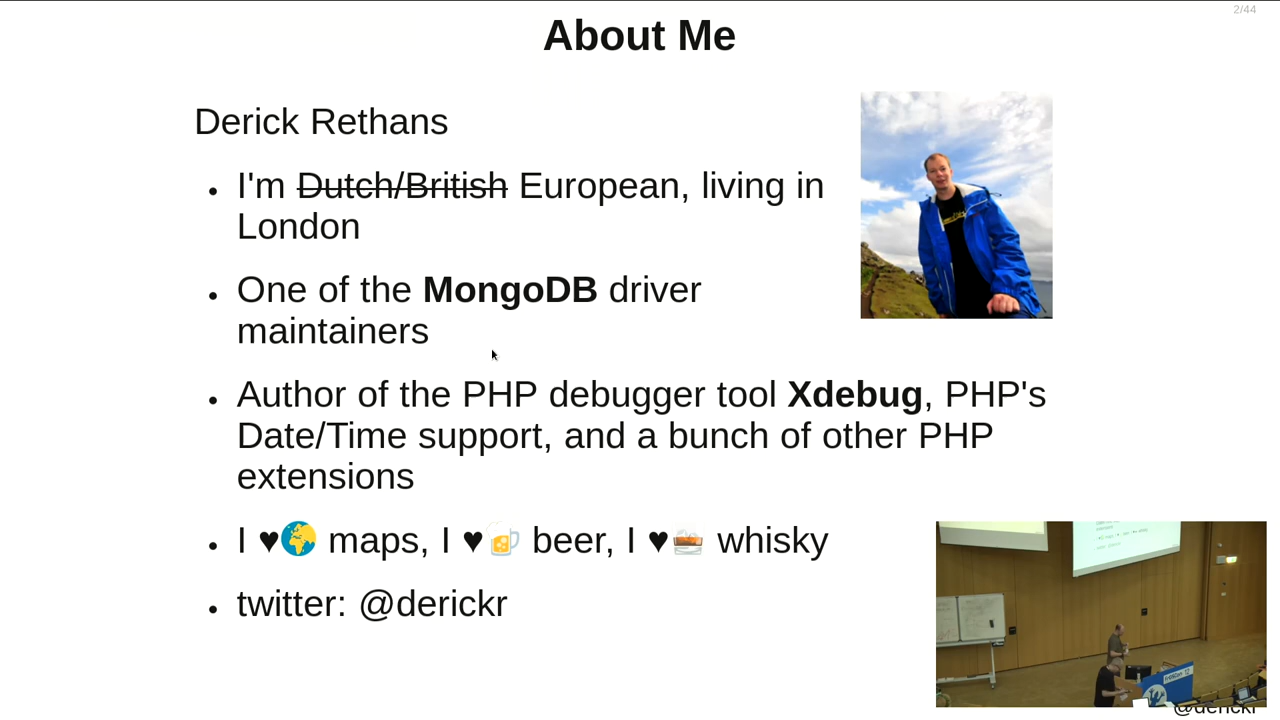 2/44
About Me
Derick Rethans
• I'm Dutch/British European, living in
London
• One of the MongoDB driver
maintainers
• Author of the PHP debugger tool Xdebug, PHP's
Date/Time support, and a bunch of other PHP
extensions
• I ♥🌍 maps, I ♥🍺 beer, I ♥🥃 whisky
• twitter: @derickr
@derickr